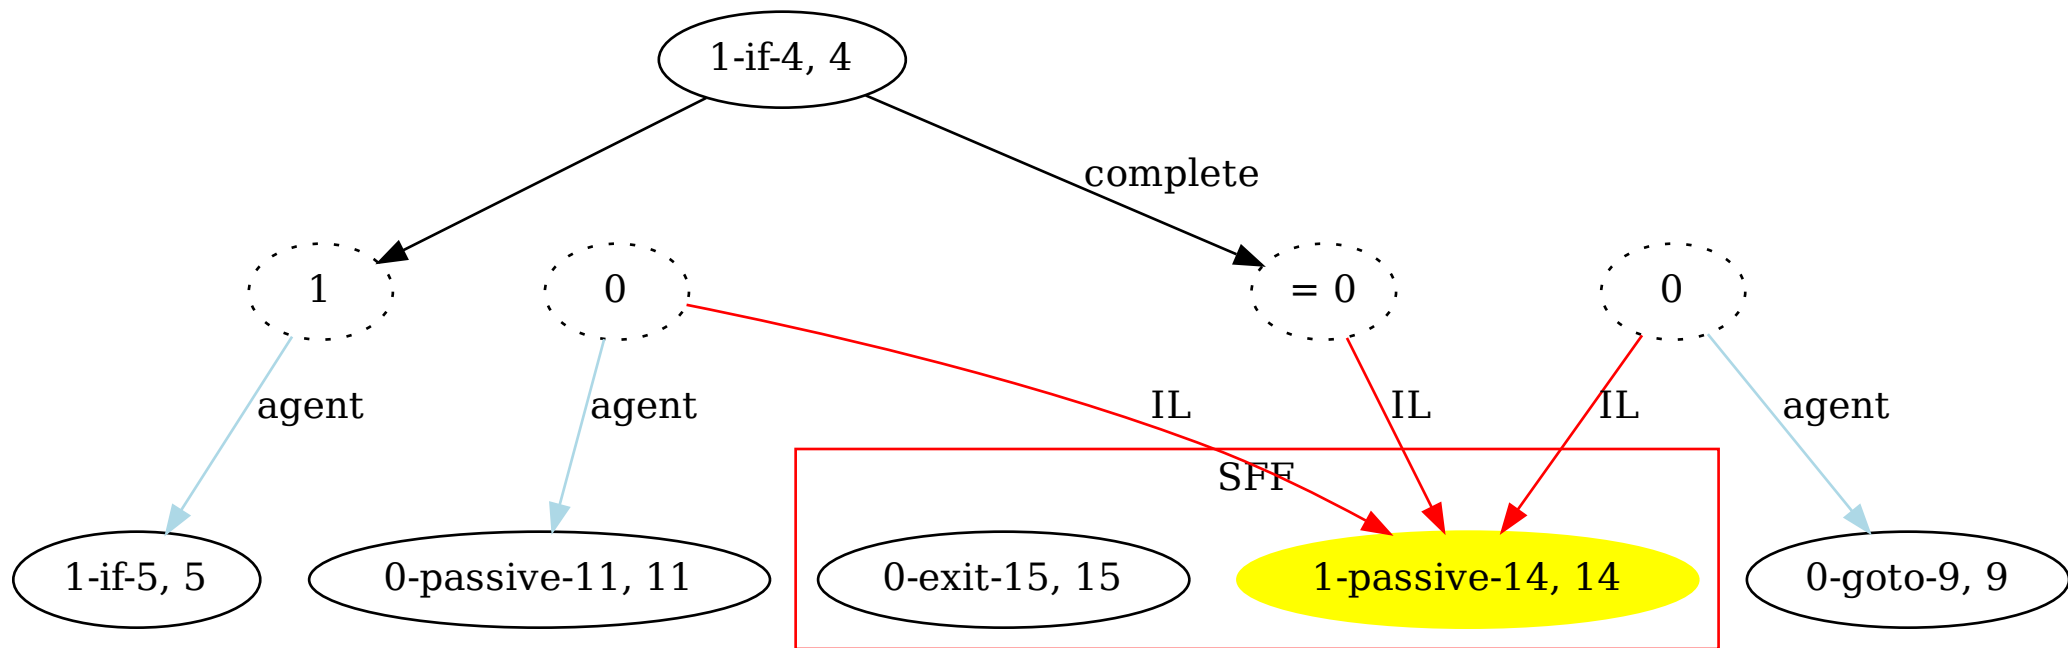 1-if-4, 4
complete
1
0
= 0
0
agent
agent
IL
IL
IL
agent
SFF
1-if-5, 5
0-passive-11, 11
0-exit-15, 15
1-passive-14, 14
0-goto-9, 9